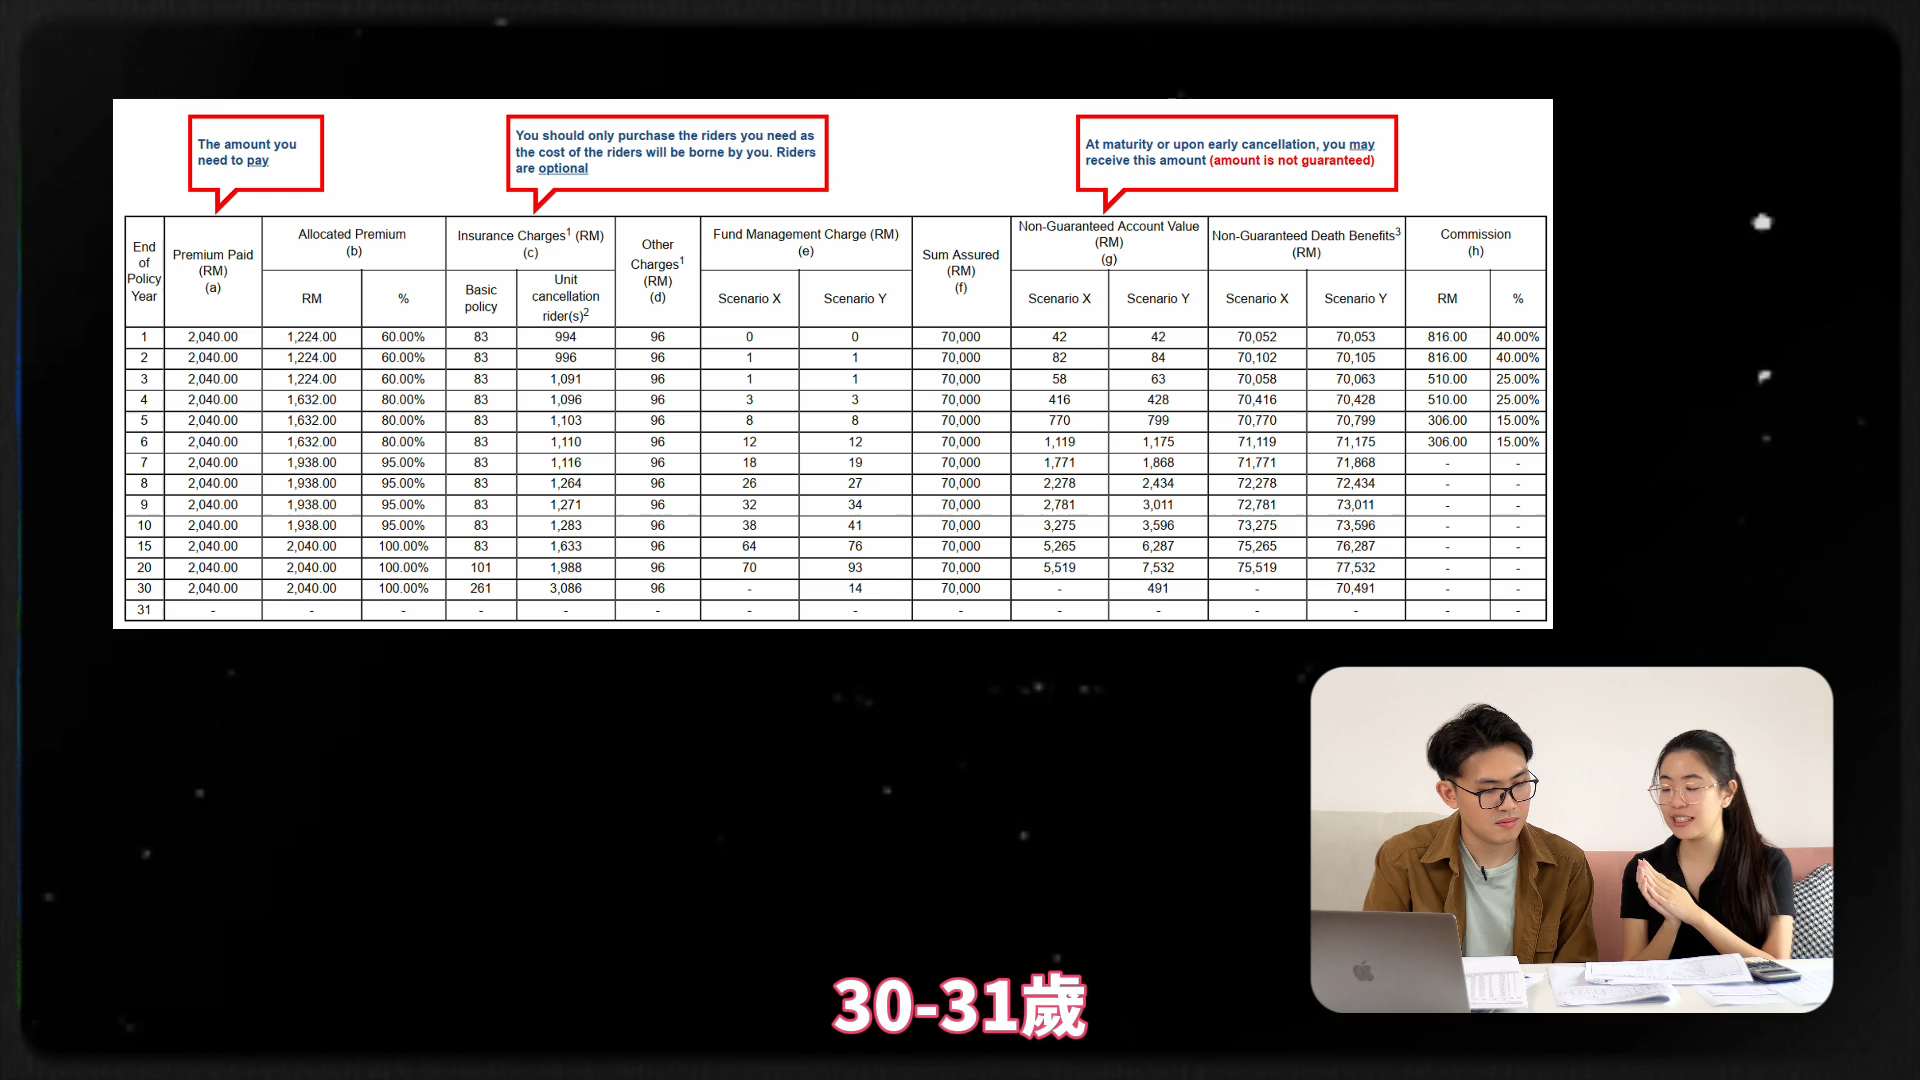 The amount you
need to pay
You should only purchase the riders you need as
the cost of the riders will be borne by you. Riders
are optional
At maturity or upon early cancellation, you may
receive this amount (amount is not guaranteed)
End of Policy Year | Premium Paid (RM) (a) | Allocated Premium (b) | Insurance Charges1 (RM) (c) | Other Charges1 (RM) (d) | Fund Management Charge (RM) (e) | Sum Assured (RM) (f) | Non-Guaranteed Account Value (RM) (g) | Non-Guaranteed Death Benefits3 (RM) | Commission (h)
RM | % | Basic policy | Unit cancellation rider(s)2 | Scenario X | Scenario Y | Scenario X | Scenario Y | Scenario X | Scenario Y | RM | %
1 2,040.00 1,224.00 60.00% 83 994 96 0 0 70,000 42 42 70,052 70,053 816.00 40.00%
2 2,040.00 1,224.00 60.00% 83 996 96 1 1 70,000 82 84 70,102 70,105 816.00 40.00%
3 2,040.00 1,224.00 60.00% 83 1,091 96 1 1 70,000 58 63 70,058 70,063 510.00 25.00%
4 2,040.00 1,632.00 80.00% 83 1,096 96 3 3 70,000 416 428 70,416 70,428 510.00 25.00%
5 2,040.00 1,632.00 80.00% 83 1,103 96 8 8 70,000 770 799 70,770 70,799 306.00 15.00%
6 2,040.00 1,632.00 80.00% 83 1,110 96 12 12 70,000 1,119 1,175 71,119 71,175 306.00 15.00%
7 2,040.00 1,938.00 95.00% 83 1,116 96 18 19 70,000 1,771 1,868 71,771 71,868 - -
8 2,040.00 1,938.00 95.00% 83 1,264 96 26 27 70,000 2,278 2,434 72,278 72,434 - -
9 2,040.00 1,938.00 95.00% 83 1,271 96 32 34 70,000 2,781 3,011 72,781 73,011 - -
10 2,040.00 1,938.00 95.00% 83 1,283 96 38 41 70,000 3,275 3,596 73,275 73,596 - -
15 2,040.00 2,040.00 100.00% 83 1,633 96 64 76 70,000 5,265 6,287 75,265 76,287 - -
20 2,040.00 2,040.00 100.00% 101 1,988 96 70 93 70,000 5,519 7,532 75,519 77,532 - -
30 2,040.00 2,040.00 100.00% 261 3,086 96 - 14 70,000 - 491 - 70,491 - -
31 - - - - - - - - - - - - - - -
30-31歲